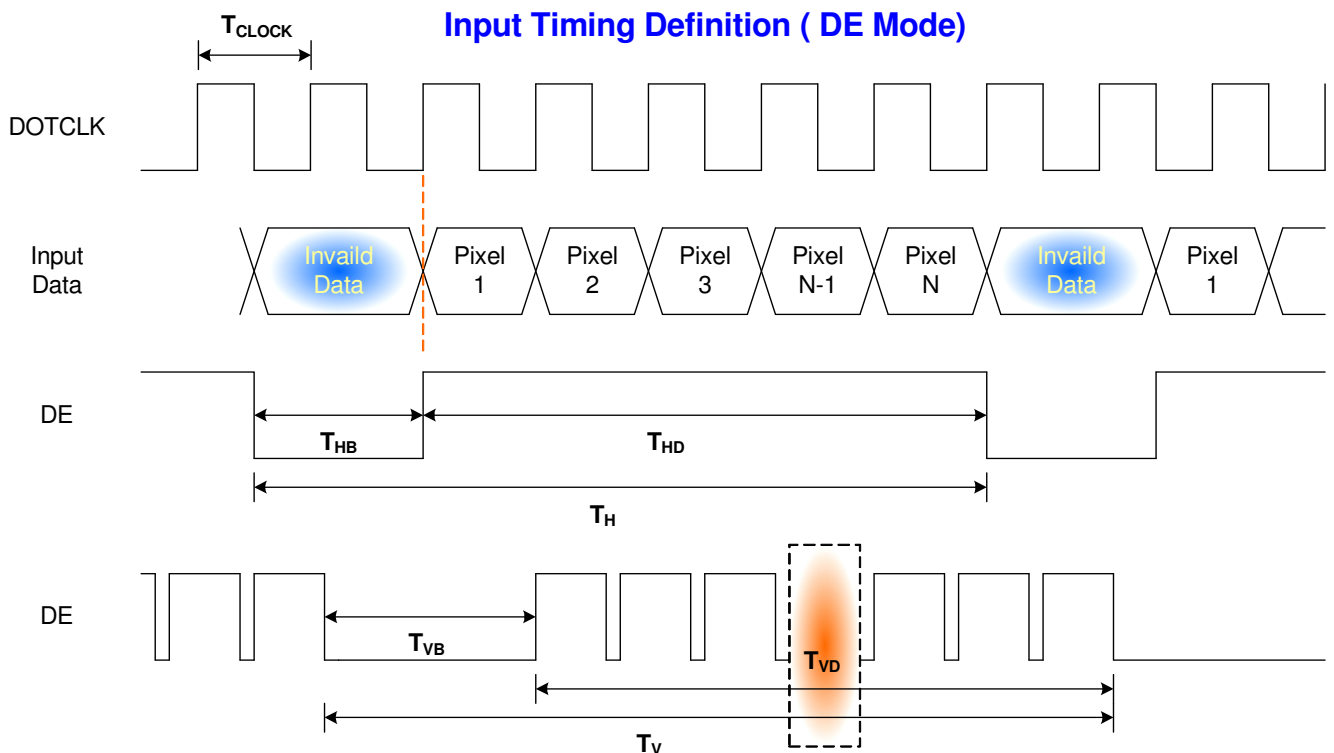 Input Timing Definition ( DE Mode)
TCLOCK
DOTCLK
Input
Data
Invaild
Data
Pixel
1
Pixel
2
Pixel
3
Pixel
N-1
Pixel
N
Invaild
Data
Pixel
1
DE
THB
THD
TH
DE
TVB
TVD
TV